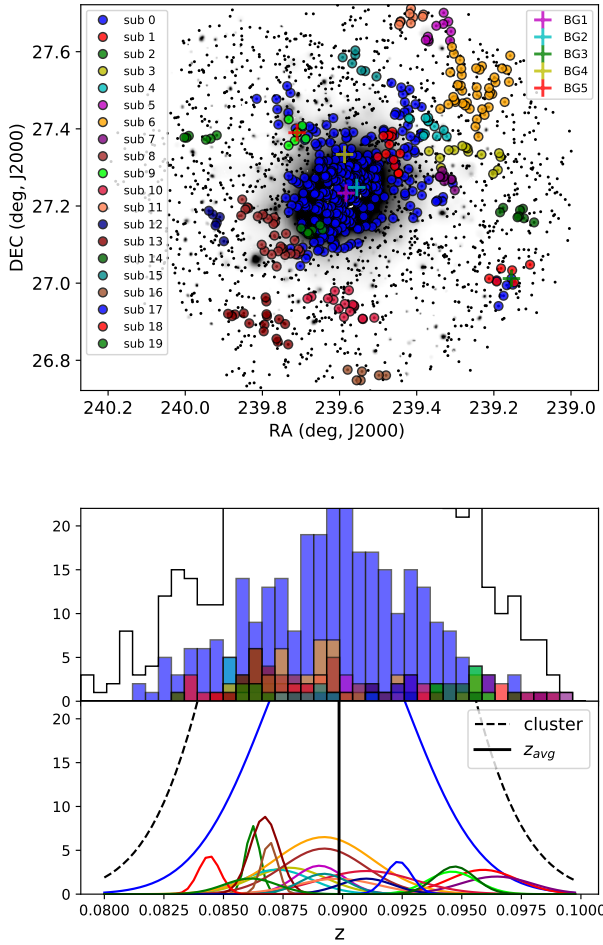 27.6
27.4
27.2
27.0
26.8
DEC (deg, J2000)
sub 0
sub 1
sub 2
sub 3
sub 4
sub 5
sub 6
sub 7
sub 8
sub 9
sub 10
sub 11
sub 12
sub 13
sub 14
sub 15
sub 16
sub 17
sub 18
sub 19
BG1
BG2
BG3
BG4
BG5
240.2 240.0 239.8 239.6 239.4 239.2 239.0
RA (deg, J2000)
20
15
10
5
0
20
15
10
5
0
cluster
z_avg
0.0800 0.0825 0.0850 0.0875 0.0900 0.0925 0.0950 0.0975 0.1000
z